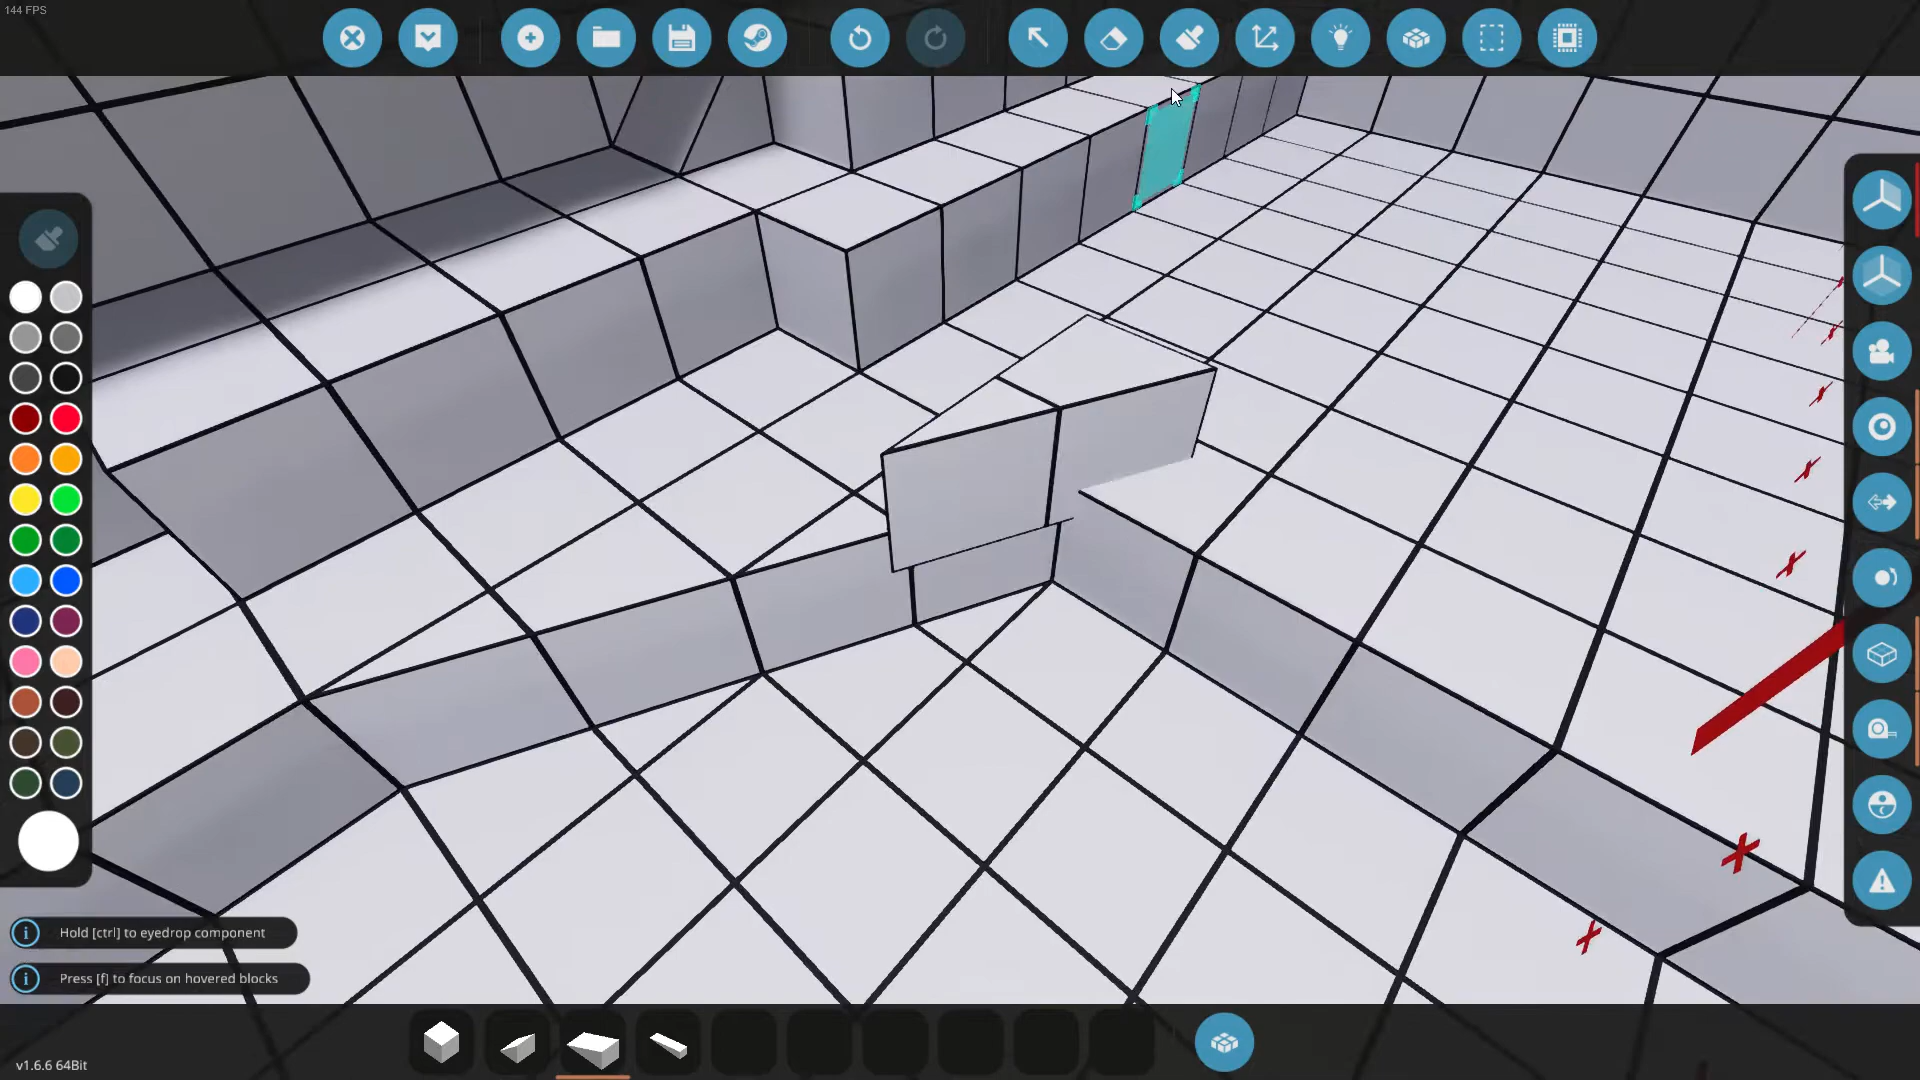 144 FPS
Hold [ctrl] to eyedrop component
Press [f] to focus on hovered blocks
v1.6.6 64Bit